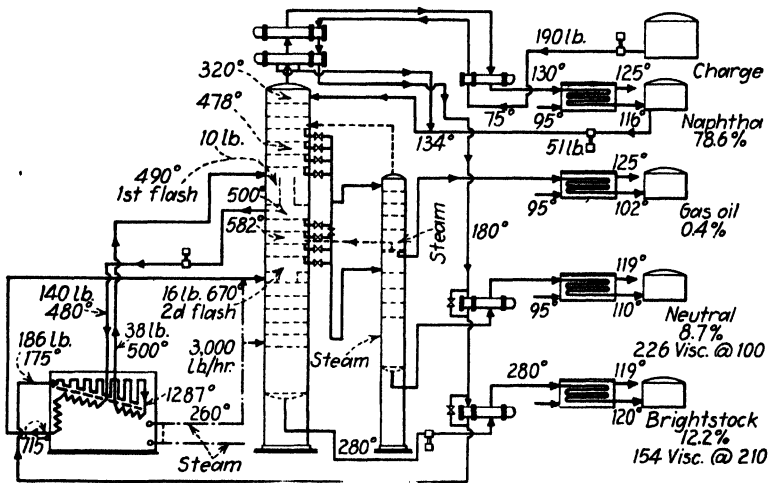 190 lb.
Charge
320°
130°
125°
478°
75°
95°
116°
Naphtha
78.6%
10 lb.
134°
51 lb.
490°
1st flash
125°
500°
95°
102°
Gas oil
0.4%
582°
Steam
180°
140 lb.
480°
16 lb. 670°
2d flash
119°
95
110°
Neutral
8.7%
226 Visc. @ 100
38 lb.
500°
186 lb.
175°
3,000
lb/hr.
Steam
1287°
280°
119°
260°
120°
Brightstock
12.2%
154 Visc. @ 210
715°
Steam
280°